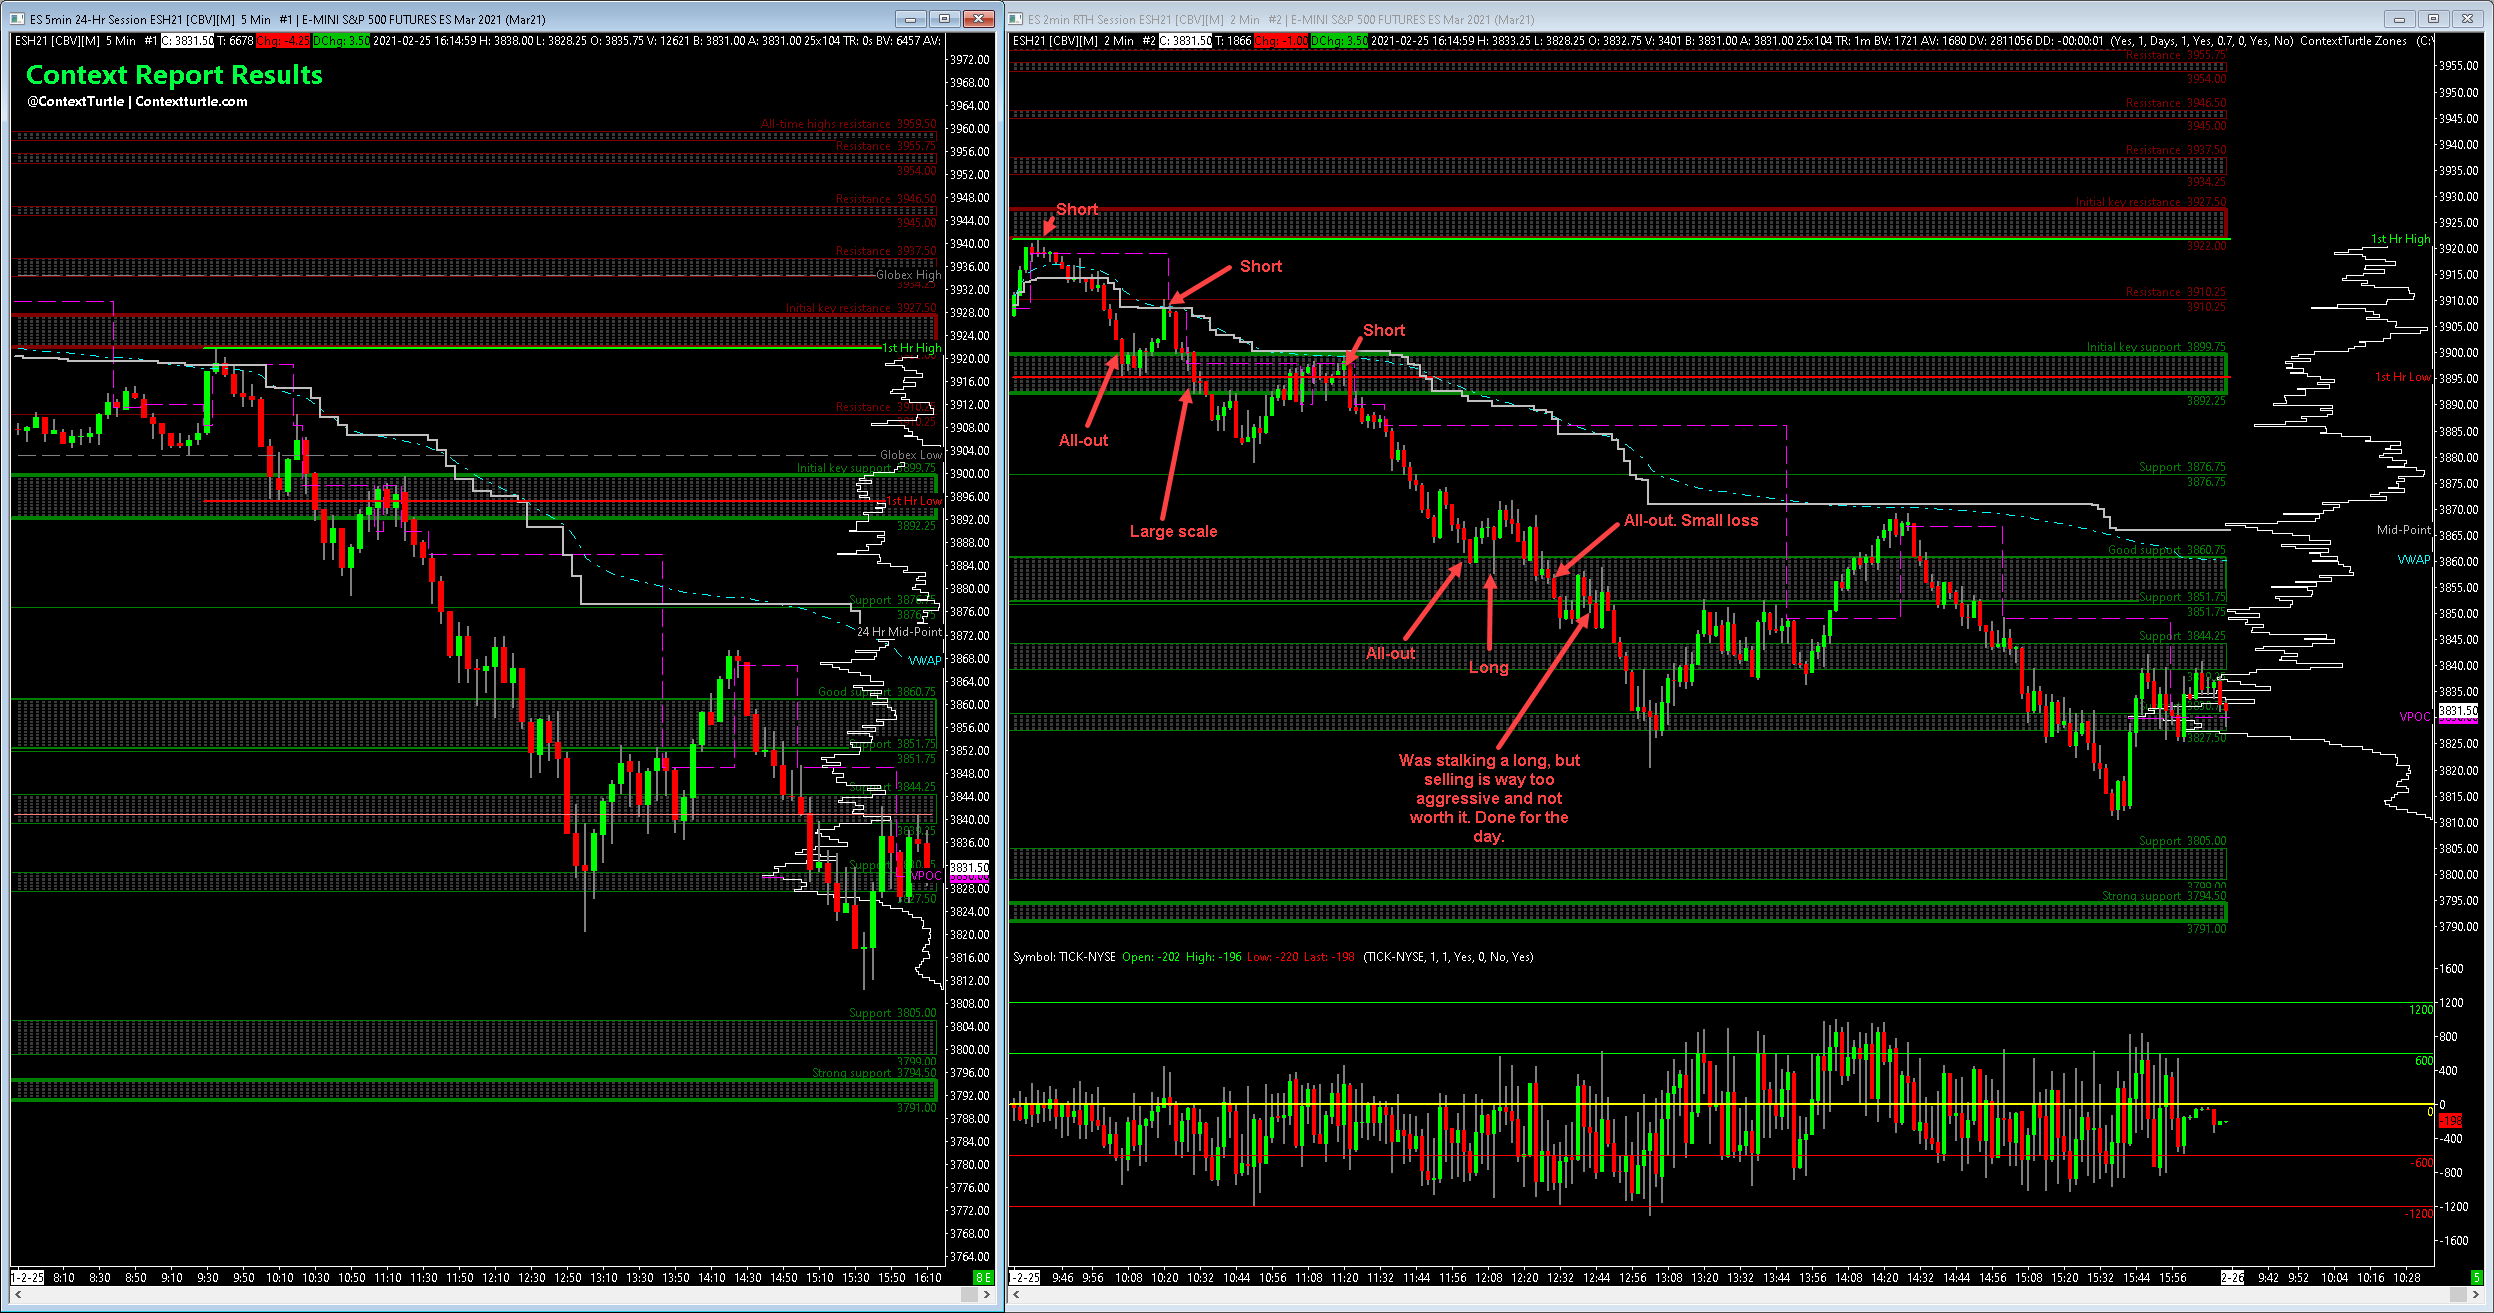 ES 5min 24-Hr Session ESH21 [CBV][M]  5 Min  #1 | E-MINI S&P 500 FUTURES ES Mar 2021 (Mar21)
ESH21 [CBV][M]  5 Min  #1 C: 3831.50 T: 6678 Chg: -4.25 DChg: 3.50 2021-02-25 16:14:59 H: 3838.00 L: 3828.25 O: 3835.75 V: 12621 B: 3831.00 A: 3831.00 25x104 TR: 0s BV: 6457 AV:
Context Report Results
@ContextTurtle | Contextturtle.com
All-time highs resistance 3959.50
Resistance 3955.75
3954.00
Resistance 3946.50
3945.00
Resistance 3937.50
Globex High
3934.25
Initial key resistance 3927.50
1st Hr High
Resistance 3910.25
3910.25
Globex Low
Initial key support 3899.75
1st Hr Low
3892.25
Support 3876.75
3876.75
24 Hr Mid-Point
VWAP
Good support 3860.75
Support 3851.75
3851.75
Support 3844.25
3839.25
Support
VPOC
3827.50
Support 3805.00
3799.00
Strong support 3794.50
3791.00
3972.00
3968.00
3964.00
3960.00
3956.00
3952.00
3948.00
3944.00
3940.00
3936.00
3932.00
3928.00
3924.00
3920.00
3916.00
3912.00
3908.00
3904.00
3900.00
3896.00
3892.00
3888.00
3884.00
3880.00
3876.00
3872.00
3868.00
3864.00
3860.00
3856.00
3852.00
3848.00
3844.00
3840.00
3836.00
3831.50
3828.00
3824.00
3820.00
3816.00
3812.00
3808.00
3804.00
3800.00
3796.00
3792.00
3788.00
3784.00
3780.00
3776.00
3772.00
3768.00
3764.00
1-2-25 8:10 8:30 8:50 9:10 9:30 9:50 10:10 10:30 10:50 11:10 11:30 11:50 12:10 12:30 12:50 13:10 13:30 13:50 14:10 14:30 14:50 15:10 15:30 15:50 16:10 8 E
ES 2min RTH Session ESH21 [CBV][M]  2 Min  #2 | E-MINI S&P 500 FUTURES ES Mar 2021 (Mar21)
ESH21 [CBV][M]  2 Min  #2 C: 3831.50 T: 1866 Chg: -1.00 DChg: 3.50 2021-02-25 16:14:59 H: 3833.25 L: 3828.25 O: 3832.75 V: 3401 B: 3831.00 A: 3831.00 25x104 TR: 1m BV: 1721 AV: 1680 DV: 2811056 DD: -00:00:01 (Yes, 1, Days, 1, Yes, 0.7, 0, Yes, No) ContextTurtle Zones (C:\
Resistance 3955.75
3954.00
Resistance 3946.50
3945.00
Resistance 3937.50
3934.25
Initial key resistance 3927.50
Short
1st Hr High
3922.00
Short
Resistance 3910.25
3910.25
Short
Initial key support 3899.75
1st Hr Low
3892.25
All-out
Support 3876.75
3876.75
Large scale
All-out. Small loss
Mid-Point
Good support 3860.75
VWAP
Support 3851.75
3851.75
Support 3844.25
All-out
Long
VPOC
3827.50
Was stalking a long, but
selling is way too
aggressive and not
worth it. Done for the
day.
Support 3805.00
3799.00
Strong support 3794.50
3791.00
3955.00
3950.00
3945.00
3940.00
3935.00
3930.00
3925.00
3920.00
3915.00
3910.00
3905.00
3900.00
3895.00
3890.00
3885.00
3880.00
3875.00
3870.00
3865.00
3860.00
3855.00
3850.00
3845.00
3840.00
3835.00
3831.50
3825.00
3820.00
3815.00
3810.00
3805.00
3800.00
3795.00
3790.00
Symbol: TICK-NYSE Open: -202 High: -196 Low: -220 Last: -198 (TICK-NYSE, 1, 1, Yes, 0, No, Yes)
1600
1200
1200
800
600
400
0
0
-198
-400
-600
-800
-1200
-1200
-1600
-2-25 9:46 9:56 10:08 10:20 10:32 10:44 10:56 11:08 11:20 11:32 11:44 11:56 12:08 12:20 12:32 12:44 12:56 13:08 13:20 13:32 13:44 13:56 14:08 14:20 14:32 14:44 14:56 15:08 15:20 15:32 15:44 15:56 2-26 9:42 9:52 10:04 10:16 10:28 5